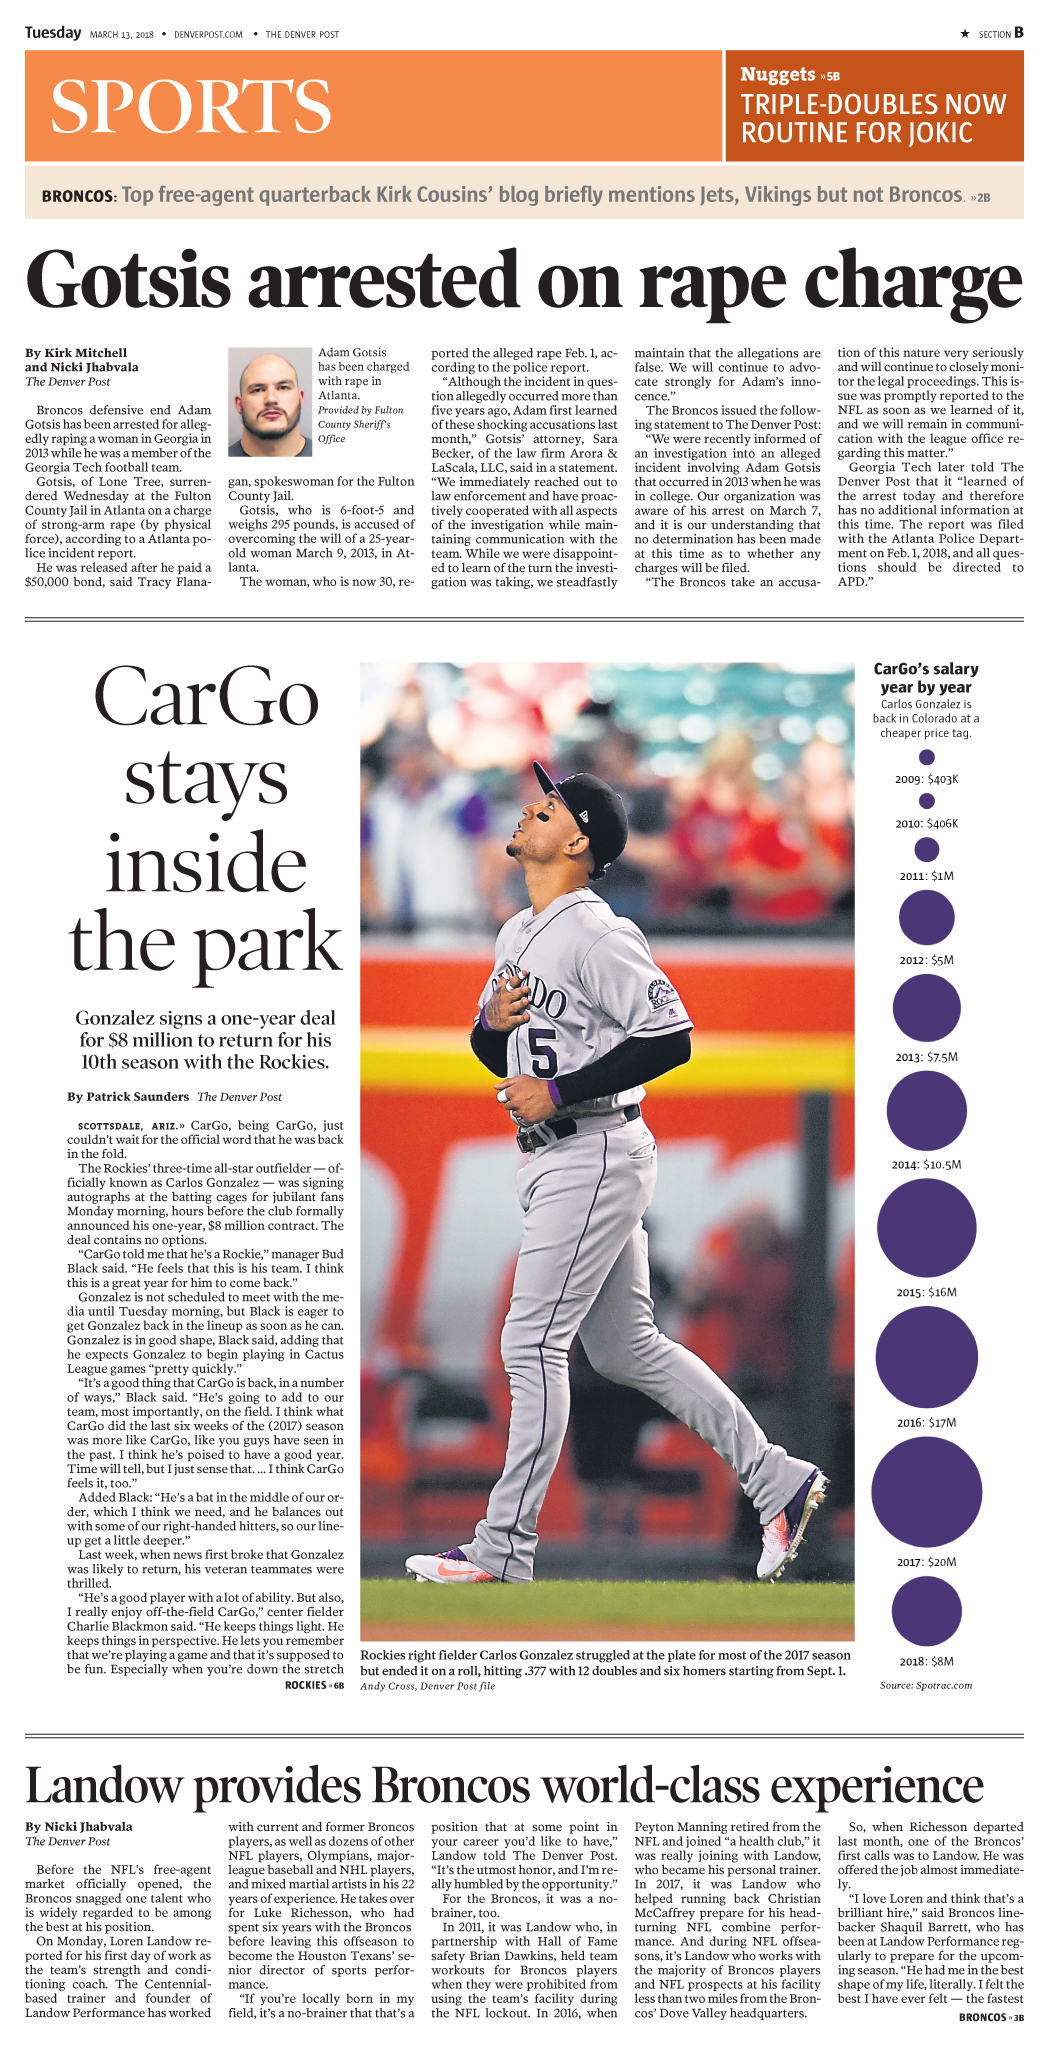 Tuesday MARCH 13, 2018 • DENVERPOST.COM • THE DENVER POST
★ SECTION B
SPORTS
Nuggets »5B
TRIPLE-DOUBLES NOW
ROUTINE FOR JOKIC
BRONCOS: Top free-agent quarterback Kirk Cousins’ blog briefly mentions Jets, Vikings but not Broncos. »2B
Gotsis arrested on rape charge
By Kirk Mitchell
and Nicki Jhabvala
The Denver Post
Broncos defensive end Adam
Gotsis has been arrested for alleg-
edly raping a woman in Georgia in
2013 while he was a member of the
Georgia Tech football team.
Gotsis, of Lone Tree, surren-
dered Wednesday at the Fulton
County Jail in Atlanta on a charge
of strong-arm rape (by physical
force), according to a Atlanta po-
lice incident report.
He was released after he paid a
$50,000 bond, said Tracy Flana-
Adam Gotsis
has been charged
with rape in
Atlanta.
Provided by Fulton
County Sheriff’s
Office
gan, spokeswoman for the Fulton
County Jail.
Gotsis, who is 6-foot-5 and
weighs 295 pounds, is accused of
overcoming the will of a 25-year-
old woman March 9, 2013, in At-
lanta.
The woman, who is now 30, re-
ported the alleged rape Feb. 1, ac-
cording to the police report.
“Although the incident in ques-
tion allegedly occurred more than
five years ago, Adam first learned
of these shocking accusations last
month,” Gotsis’ attorney, Sara
Becker, of the law firm Arora &
LaScala, LLC, said in a statement.
“We immediately reached out to
law enforcement and have proac-
tively cooperated with all aspects
of the investigation while main-
taining communication with the
team. While we were disappoint-
ed to learn of the turn the investi-
gation was taking, we steadfastly
maintain that the allegations are
false. We will continue to advo-
cate strongly for Adam’s inno-
cence.”
The Broncos issued the follow-
ing statement to The Denver Post:
“We were recently informed of
an investigation into an alleged
incident involving Adam Gotsis
that occurred in 2013 when he was
in college. Our organization was
aware of his arrest on March 7,
and it is our understanding that
no determination has been made
at this time as to whether any
charges will be filed.
“The Broncos take an accusa-
tion of this nature very seriously
and will continue to closely moni-
tor the legal proceedings. This is-
sue was promptly reported to the
NFL as soon as we learned of it,
and we will remain in communi-
cation with the league office re-
garding this matter.”
Georgia Tech later told The
Denver Post that it “learned of
the arrest today and therefore
has no additional information at
this time. The report was filed
with the Atlanta Police Depart-
ment on Feb. 1, 2018, and all ques-
tions should be directed to
APD.”
CarGo
stays
inside
the park
Gonzalez signs a one-year deal
for $8 million to return for his
10th season with the Rockies.
By Patrick Saunders The Denver Post
SCOTTSDALE, ARIZ.» CarGo, being CarGo, just
couldn’t wait for the official word that he was back
in the fold.
The Rockies’ three-time all-star outfielder — of-
ficially known as Carlos Gonzalez — was signing
autographs at the batting cages for jubilant fans
Monday morning, hours before the club formally
announced his one-year, $8 million contract. The
deal contains no options.
“CarGo told me that he’s a Rockie,” manager Bud
Black said. “He feels that this is his team. I think
this is a great year for him to come back.”
Gonzalez is not scheduled to meet with the me-
dia until Tuesday morning, but Black is eager to
get Gonzalez back in the lineup as soon as he can.
Gonzalez is in good shape, Black said, adding that
he expects Gonzalez to begin playing in Cactus
League games “pretty quickly.”
“It’s a good thing that CarGo is back, in a number
of ways,” Black said. “He’s going to add to our
team, most importantly, on the field. I think what
CarGo did the last six weeks of the (2017) season
was more like CarGo, like you guys have seen in
the past. I think he’s poised to have a good year.
Time will tell, but I just sense that. ... I think CarGo
feels it, too.”
Added Black: “He’s a bat in the middle of our or-
der, which I think we need, and he balances out
with some of our right-handed hitters, so our line-
up get a little deeper.”
Last week, when news first broke that Gonzalez
was likely to return, his veteran teammates were
thrilled.
“He’s a good player with a lot of ability. But also,
I really enjoy off-the-field CarGo,” center fielder
Charlie Blackmon said. “He keeps things light. He
keeps things in perspective. He lets you remember
that we’re playing a game and that it’s supposed to
be fun. Especially when you’re down the stretch
ROCKIES » 6B
5
Rockies right fielder Carlos Gonzalez struggled at the plate for most of the 2017 season
but ended it on a roll, hitting .377 with 12 doubles and six homers starting from Sept. 1.
Andy Cross, Denver Post file
CarGo’s salary
year by year
Carlos Gonzalez is
back in Colorado at a
cheaper price tag.
2009: $403K
2010: $406K
2011: $1M
2012: $5M
2013: $7.5M
2014: $10.5M
2015: $16M
2016: $17M
2017: $20M
2018: $8M
Source: Spotrac.com
Landow provides Broncos world-class experience
By Nicki Jhabvala
The Denver Post
Before the NFL’s free-agent
market officially opened, the
Broncos snagged one talent who
is widely regarded to be among
the best at his position.
On Monday, Loren Landow re-
ported for his first day of work as
the team’s strength and condi-
tioning coach. The Centennial-
based trainer and founder of
Landow Performance has worked
with current and former Broncos
players, as well as dozens of other
NFL players, Olympians, major-
league baseball and NHL players,
and mixed martial artists in his 22
years of experience. He takes over
for Luke Richesson, who had
spent six years with the Broncos
before leaving this offseason to
become the Houston Texans’ se-
nior director of sports perfor-
mance.
“If you’re locally born in my
field, it’s a no-brainer that that’s a
position that at some point in
your career you’d like to have,”
Landow told The Denver Post.
“It’s the utmost honor, and I’m re-
ally humbled by the opportunity.”
For the Broncos, it was a no-
brainer, too.
In 2011, it was Landow who, in
partnership with Hall of Fame
safety Brian Dawkins, held team
workouts for Broncos players
when they were prohibited from
using the team’s facility during
the NFL lockout. In 2016, when
Peyton Manning retired from the
NFL and joined “a health club,” it
was really joining with Landow,
who became his personal trainer.
In 2017, it was Landow who
helped running back Christian
McCaffrey prepare for his head-
turning NFL combine perfor-
mance. And during NFL offsea-
sons, it’s Landow who works with
the majority of Broncos players
and NFL prospects at his facility
less than two miles from the Bron-
cos’ Dove Valley headquarters.
So, when Richesson departed
last month, one of the Broncos’
first calls was to Landow. He was
offered the job almost immediate-
ly.
“I love Loren and think that’s a
brilliant hire,” said Broncos line-
backer Shaquil Barrett, who has
been at Landow Performance reg-
ularly to prepare for the upcom-
ing season. “He had me in the best
shape of my life, literally. I felt the
best I have ever felt — the fastest
BRONCOS » 3B